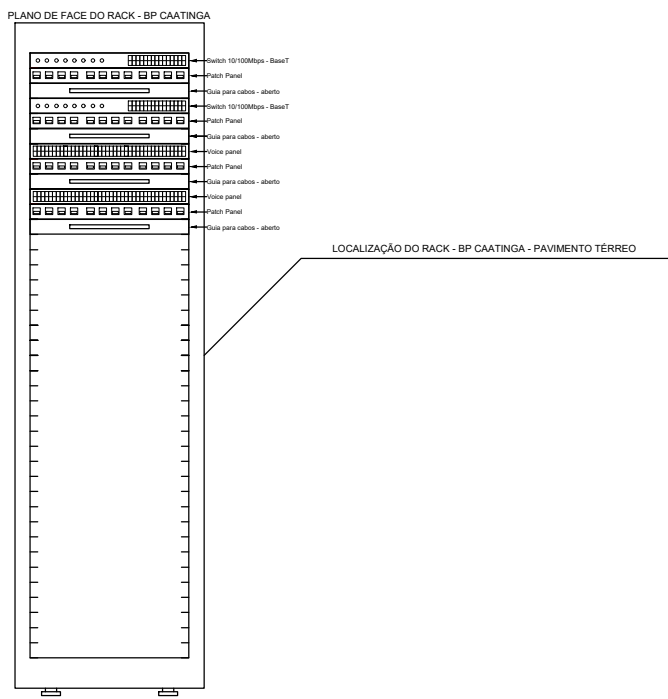 PLANO DE FACE DO RACK - BP CAATINGA
Switch 10/100Mbps - BaseT
Patch Panel
Guia para cabos - aberto
Switch 10/100Mbps - BaseT
Patch Panel
Guia para cabos - aberto
Voice panel
Patch Panel
Guia para cabos - aberto
Voice panel
Patch Panel
Guia para cabos - aberto
LOCALIZAÇÃO DO RACK - BP CAATINGA - PAVIMENTO TÉRREO